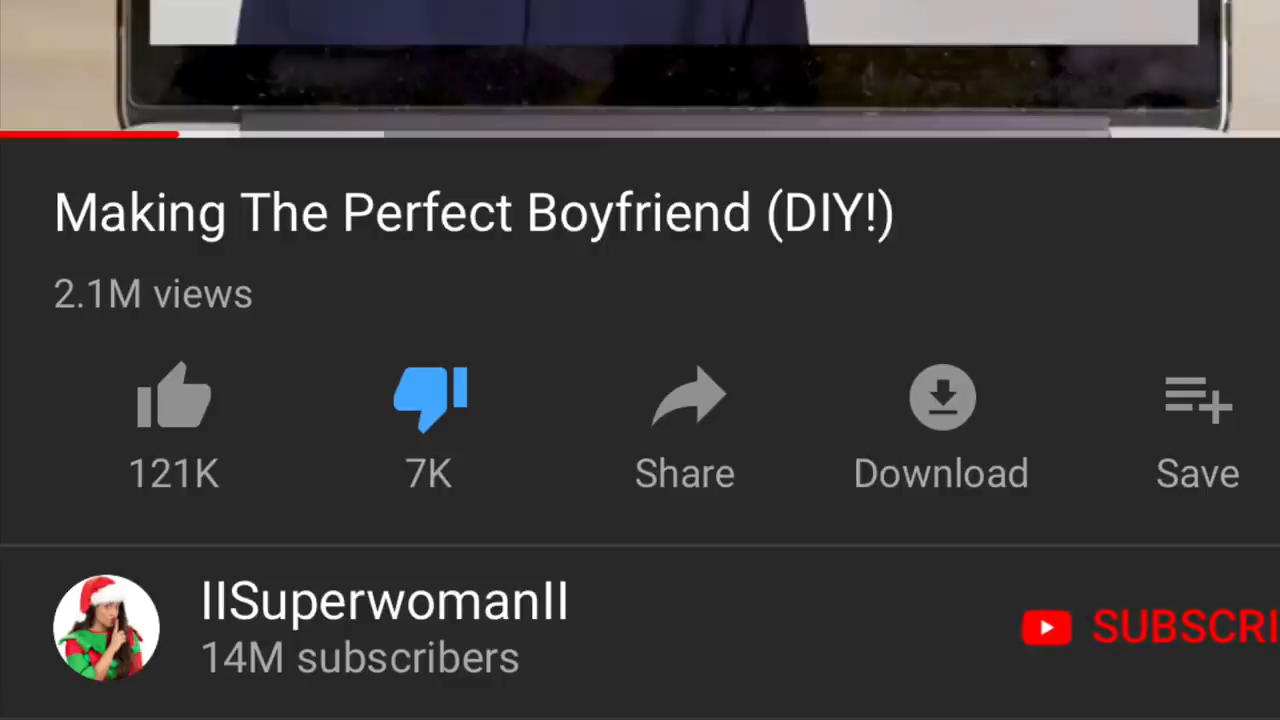 Making The Perfect Boyfriend (DIY!)
2.1M views
121K
7K
Share
Download
Save
IISuperwomanII
14M subscribers
SUBSCRI